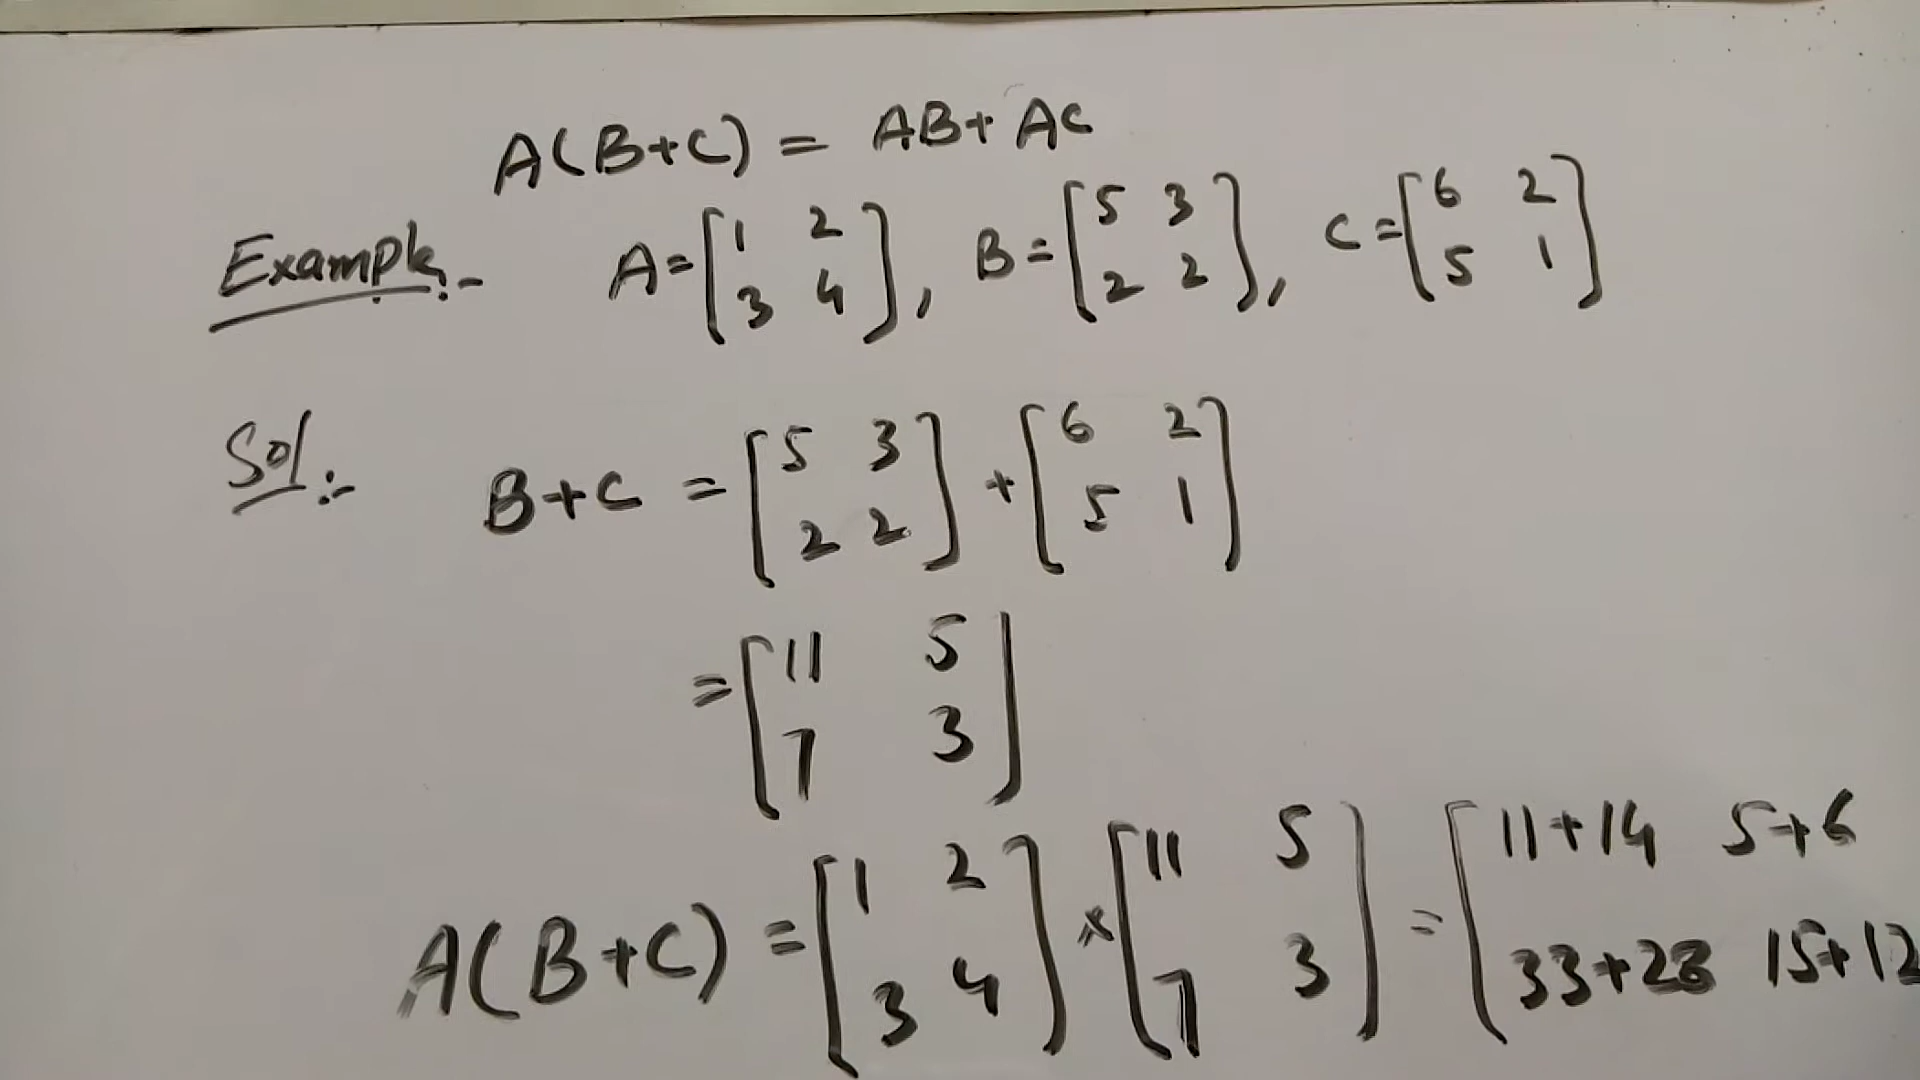 A(B+C) = AB+ AC
Example:- A=[1 2 3 4], B=[5 3 2 2], C=[6 2 5 1]
Sol:- B+C = [5 3 2 2] + [6 2 5 1]
=[11 5 7 3]
A(B+C) =[1 2 3 4] x [11 5 7 3] = [11+14 5+6 33+28 15+12